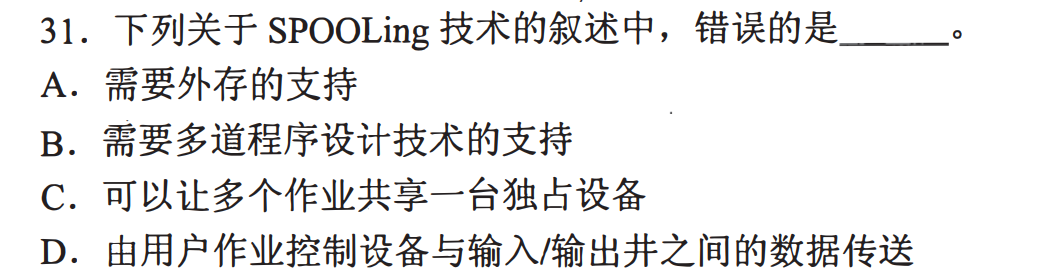 31. 下列关于 SPOOLing 技术的叙述中，错误的是______。
A. 需要外存的支持
B. 需要多道程序设计技术的支持
C. 可以让多个作业共享一台独占设备
D. 由用户作业控制设备与输入/输出井之间的数据传送